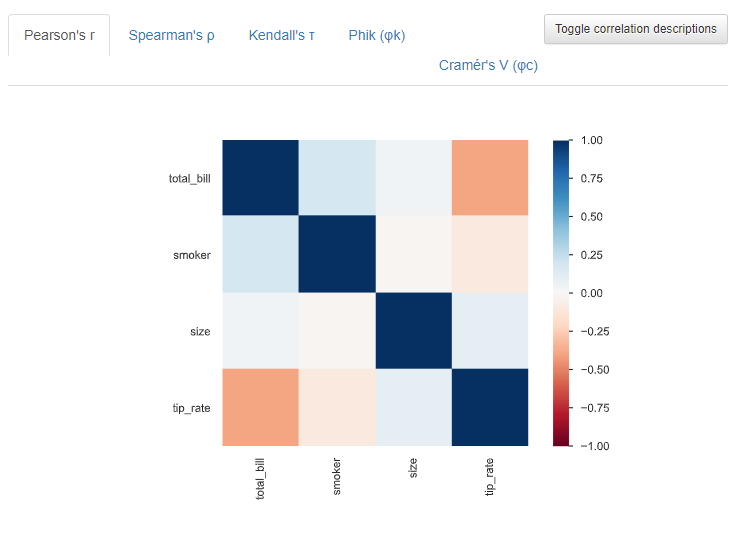 Pearson's r
Spearman's ρ
Kendall's τ
Phik (φk)
Toggle correlation descriptions
Cramér's V (φc)
total_bill
smoker
size
tip_rate
total_bill
smoker
size
tip_rate
1.00
0.75
0.50
0.25
0.00
−0.25
−0.50
−0.75
−1.00